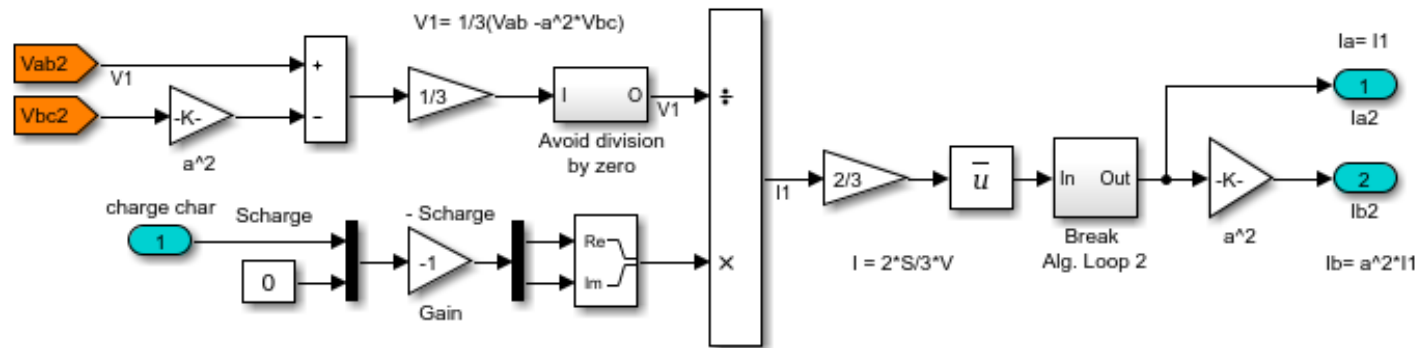 V1= 1/3(Vab -a^2*Vbc)
Vab2
V1
Vbc2
-K-
a^2
+
−
1/3
I O
Avoid division
by zero
V1
÷
×
charge char
1
Scharge
0
- Scharge
-1
Gain
Re
Im
I1
2/3
u
I = 2*S/3*V
In Out
Break
Alg. Loop 2
-K-
a^2
Ia= I1
1
Ia2
2
Ib2
Ib= a^2*I1